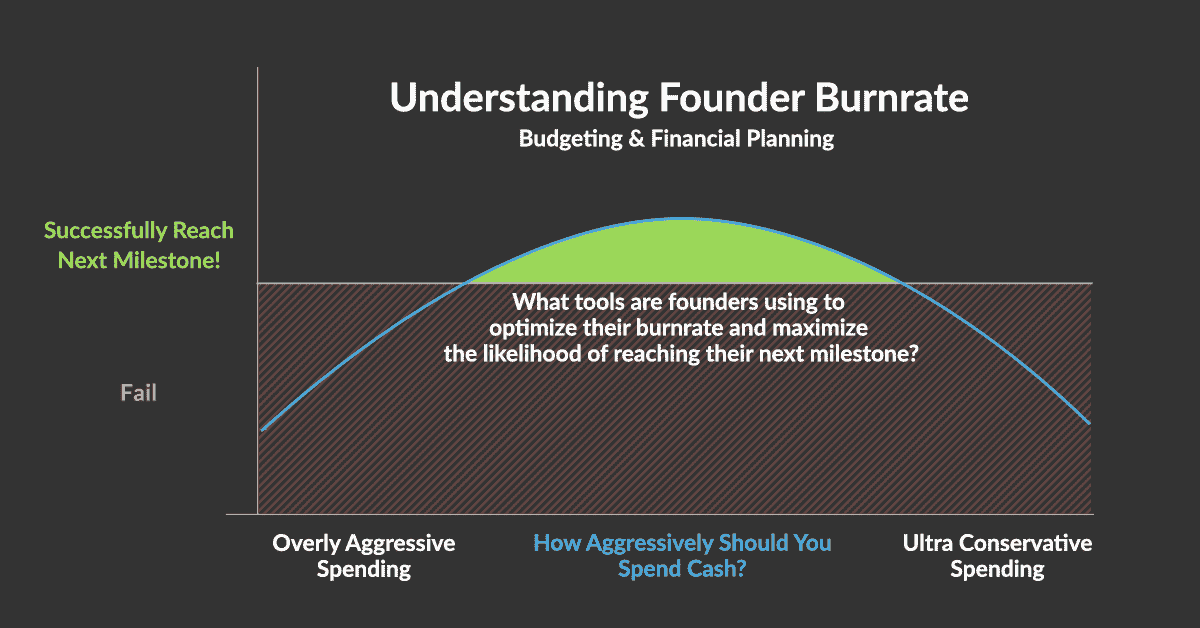 Understanding Founder Burnrate
Budgeting & Financial Planning
Successfully Reach
Next Milestone!
What tools are founders using to
optimize their burnrate and maximize
the likelihood of reaching their next milestone?
Fail
Overly Aggressive
Spending
How Aggressively Should You
Spend Cash?
Ultra Conservative
Spending